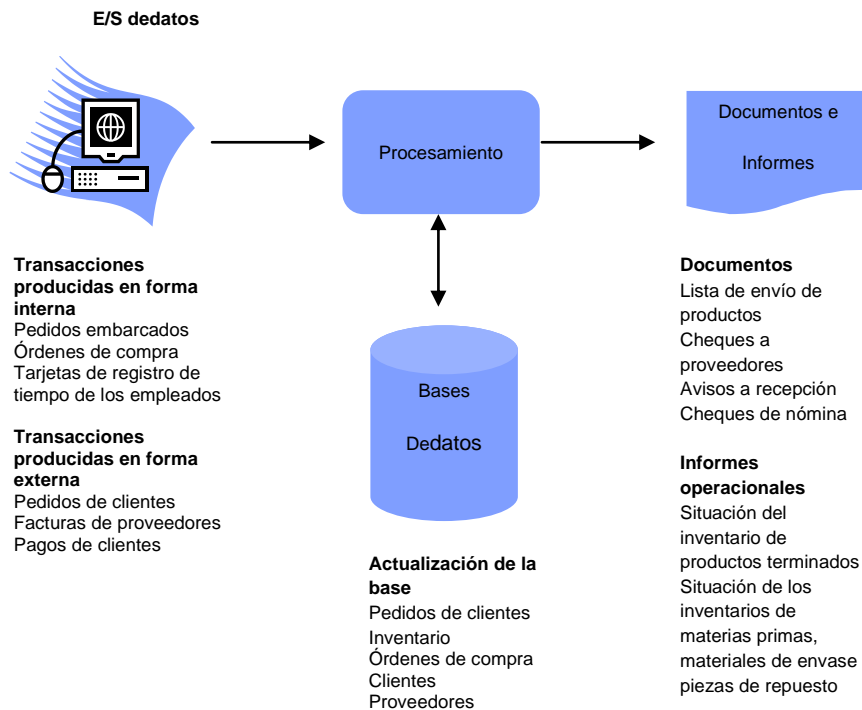 E/S dedatos
Procesamiento
Documentos e
Informes
Transacciones
producidas en forma
interna
Pedidos embarcados
Órdenes de compra
Tarjetas de registro de
tiempo de los empleados
Transacciones
producidas en forma
externa
Pedidos de clientes
Facturas de proveedores
Pagos de clientes
Bases
Dedatos
Actualización de la
base
Pedidos de clientes
Inventario
Órdenes de compra
Clientes
Proveedores
Documentos
Lista de envío de
productos
Cheques a
proveedores
Avisos a recepción
Cheques de nómina
Informes
operacionales
Situación del
inventario de
productos terminados
Situación de los
inventarios de
materias primas,
materiales de envase
piezas de repuesto